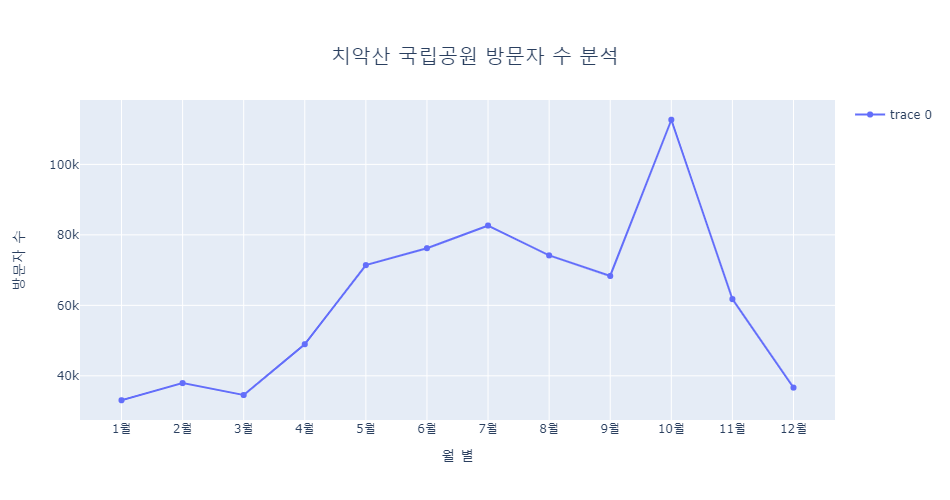 치악산 국립공원 방문자 수 분석
trace 0
방문자 수
100k
80k
60k
40k
1월 2월 3월 4월 5월 6월 7월 8월 9월 10월 11월 12월
월 별